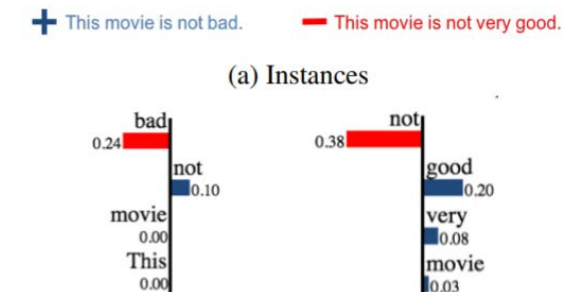 + This movie is not bad.
− This movie is not very good.
(a) Instances
bad
0.24
not
0.10
movie
0.00
This
0.00
not
0.38
good
0.20
very
0.08
movie
0.03